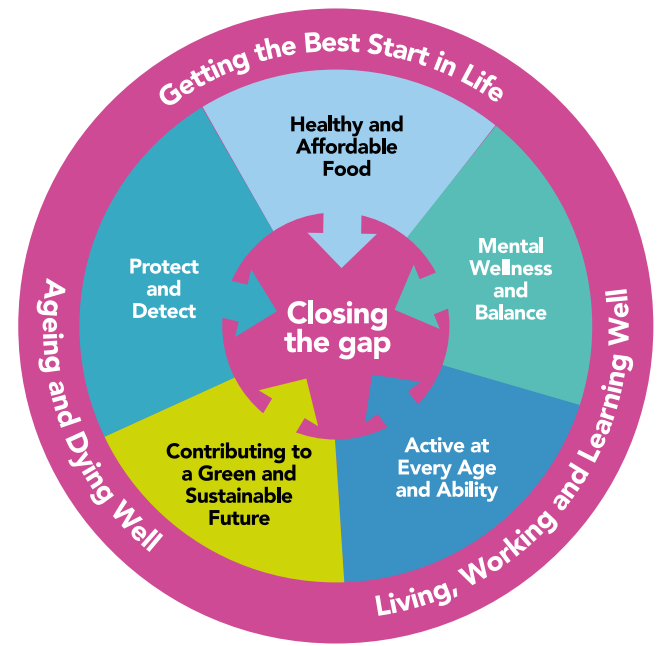 Getting the Best Start in Life
Healthy and
Affordable
Food
Mental
Wellness
and
Balance
Protect
and
Detect
Closing
the gap
Active at
Every Age
and Ability
Contributing to
a Green and
Sustainable
Future
Living, Working and Learning Well
Ageing and Dying Well